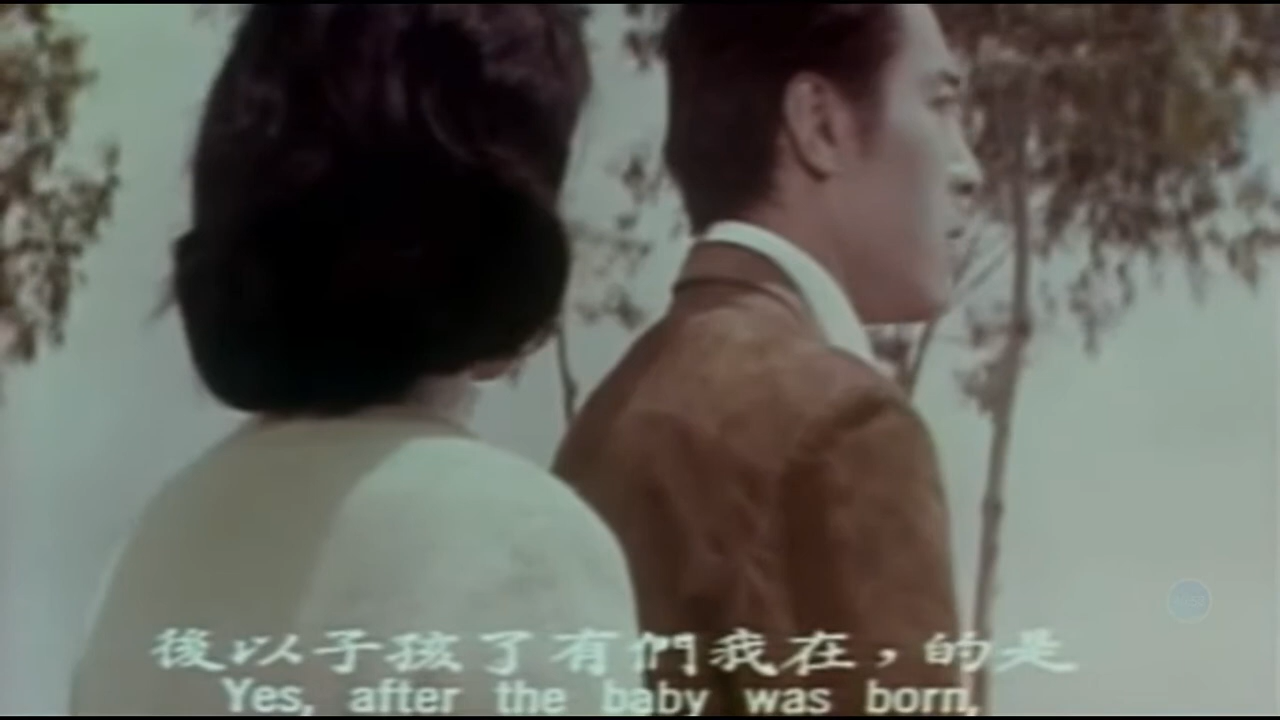 是的，在我們有了孩子以後
Yes, after the baby was born,